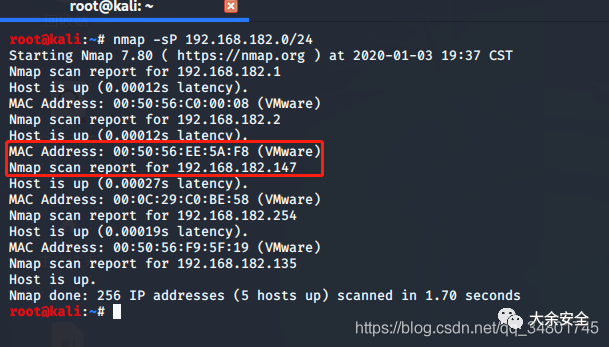 root@kali: ~
root@kali:~# nmap -sP 192.168.182.0/24
Starting Nmap 7.80 ( https://nmap.org ) at 2020-01-03 19:37 CST
Nmap scan report for 192.168.182.1
Host is up (0.00012s latency).
MAC Address: 00:50:56:C0:00:08 (VMware)
Nmap scan report for 192.168.182.2
Host is up (0.00012s latency).
MAC Address: 00:50:56:EE:5A:F8 (VMware)
Nmap scan report for 192.168.182.147
Host is up (0.00027s latency).
MAC Address: 00:0C:29:C0:BE:58 (VMware)
Nmap scan report for 192.168.182.254
Host is up (0.00019s latency).
MAC Address: 00:50:56:F9:5F:19 (VMware)
Nmap scan report for 192.168.182.135
Host is up.
Nmap done: 256 IP addresses (5 hosts up) scanned in 1.70 seconds
root@kali:~#
大余安全
https://blog.csdn.net/qq_34801745